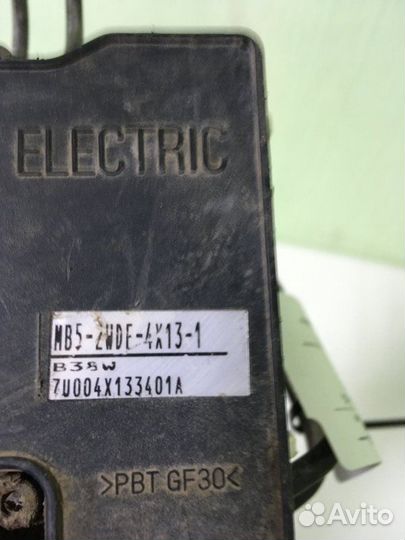 ELECTRIC
MB5-2WDE-4X13-1
B38W
7U004X133401A
>PBT GF30<
Avito